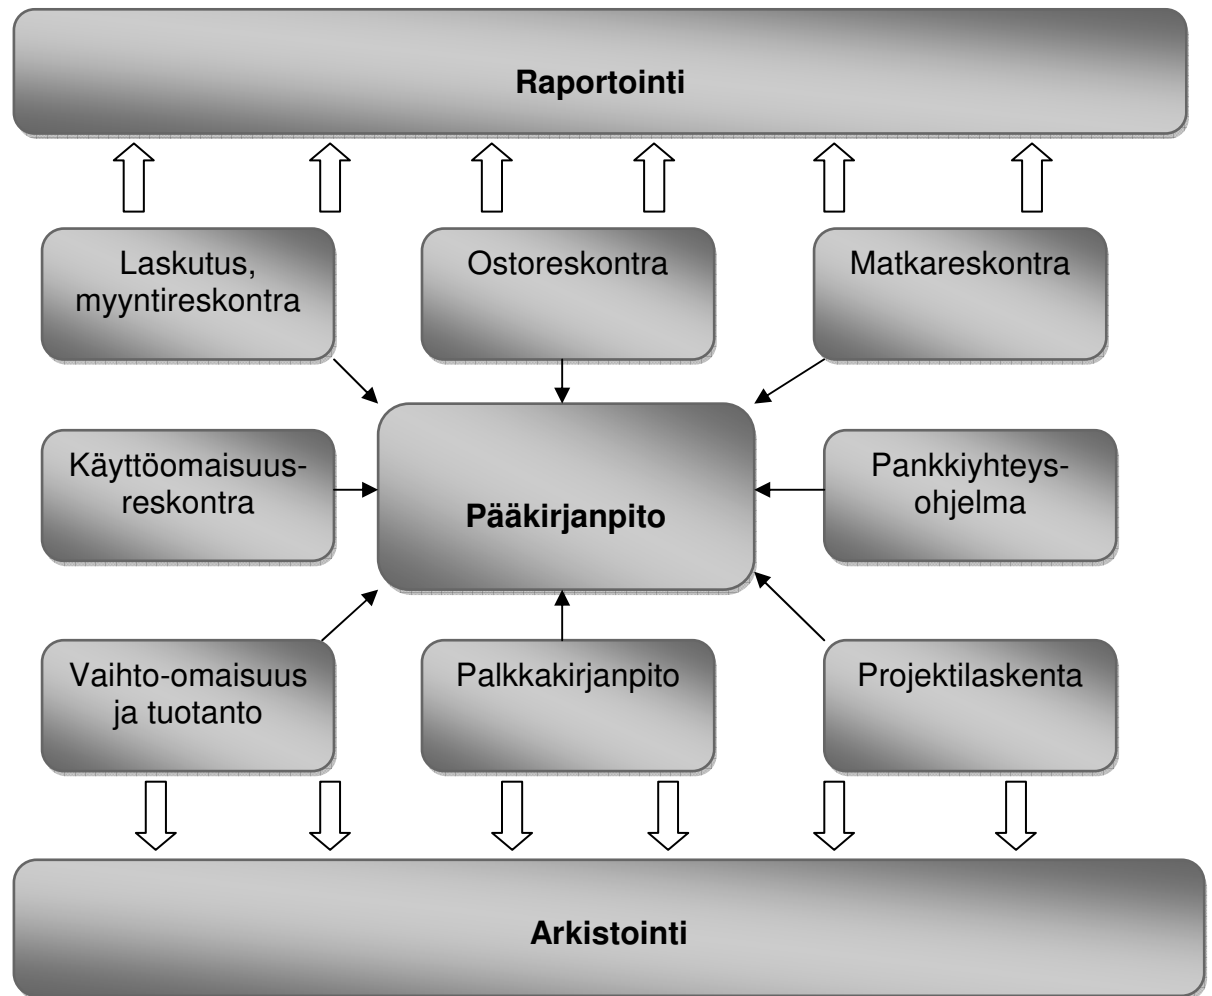 Raportointi
Laskutus,
myyntireskontra
Ostoreskontra
Matkareskontra
Käyttöomaisuus-
reskontra
Pääkirjanpito
Pankkiyhteys-
ohjelma
Vaihto-omaisuus
ja tuotanto
Palkkakirjanpito
Projektilaskenta
Arkistointi